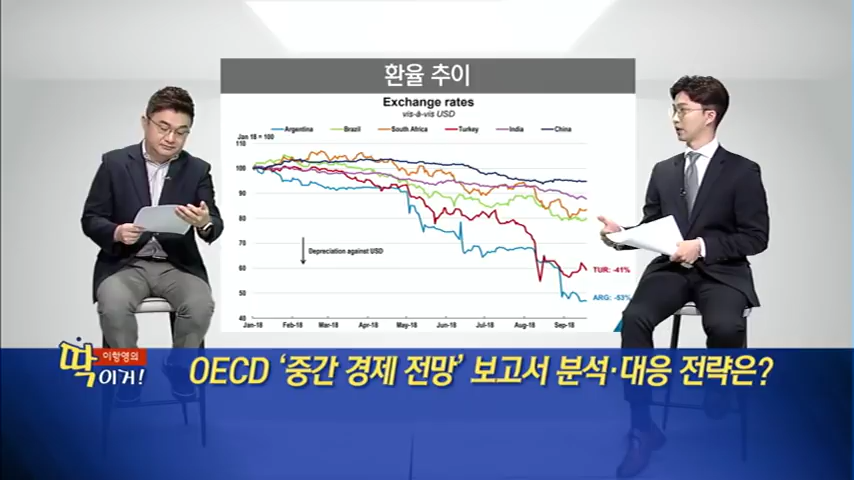 환율 추이
Exchange rates
vis-à-vis USD
Argentina Brazil South Africa Turkey India China
Jan 18 = 100
110
100
90
80
70
60
50
40
Depreciation against USD
TUR: -41%
ARG: -53%
Jan-18 Feb-18 Mar-18 Apr-18 May-18 Jun-18 Jul-18 Aug-18 Sep-18
이항영의
딱 이거!
OECD ‘중간 경제 전망’ 보고서 분석·대응 전략은?